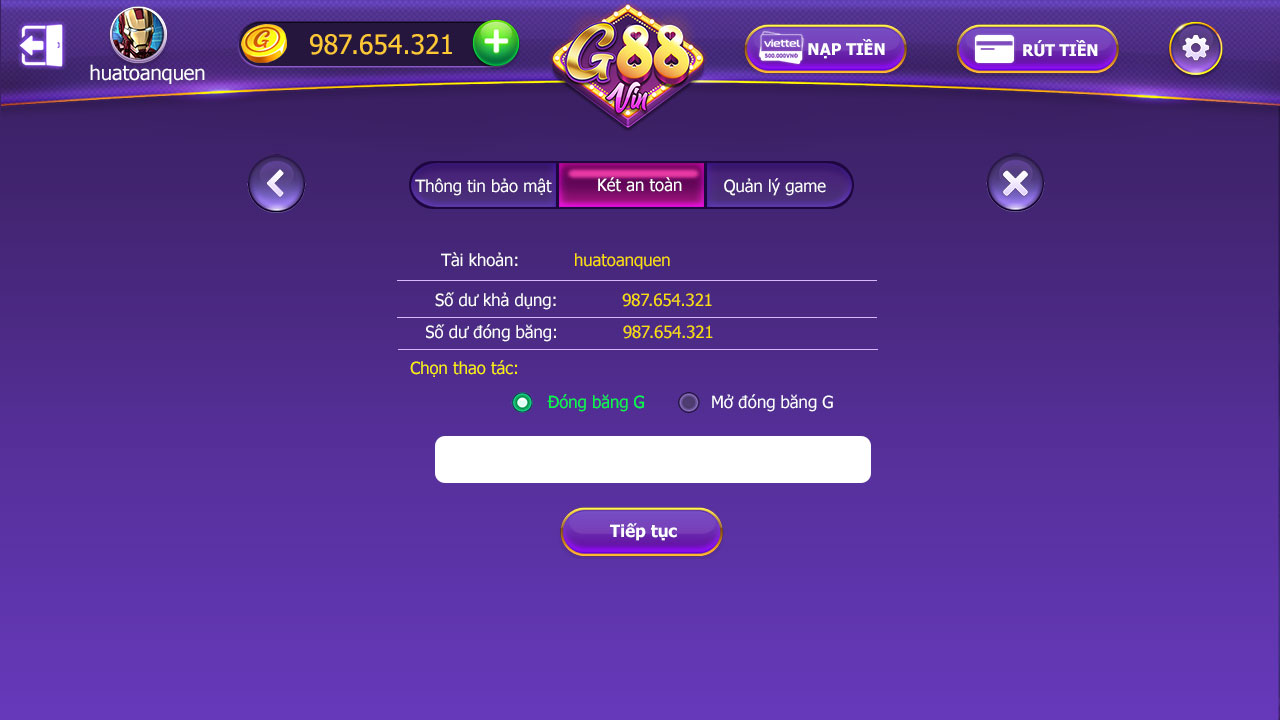 huatoanquen
G
987.654.321
G88
Vin
viettel
500.000VNĐ
NẠP TIỀN
RÚT TIỀN
Thông tin bảo mật
Két an toàn
Quản lý game
Tài khoản: huatoanquen
Số dư khả dụng: 987.654.321
Số dư đóng băng: 987.654.321
Chọn thao tác:
Đóng băng G Mở đóng băng G
Tiếp tục